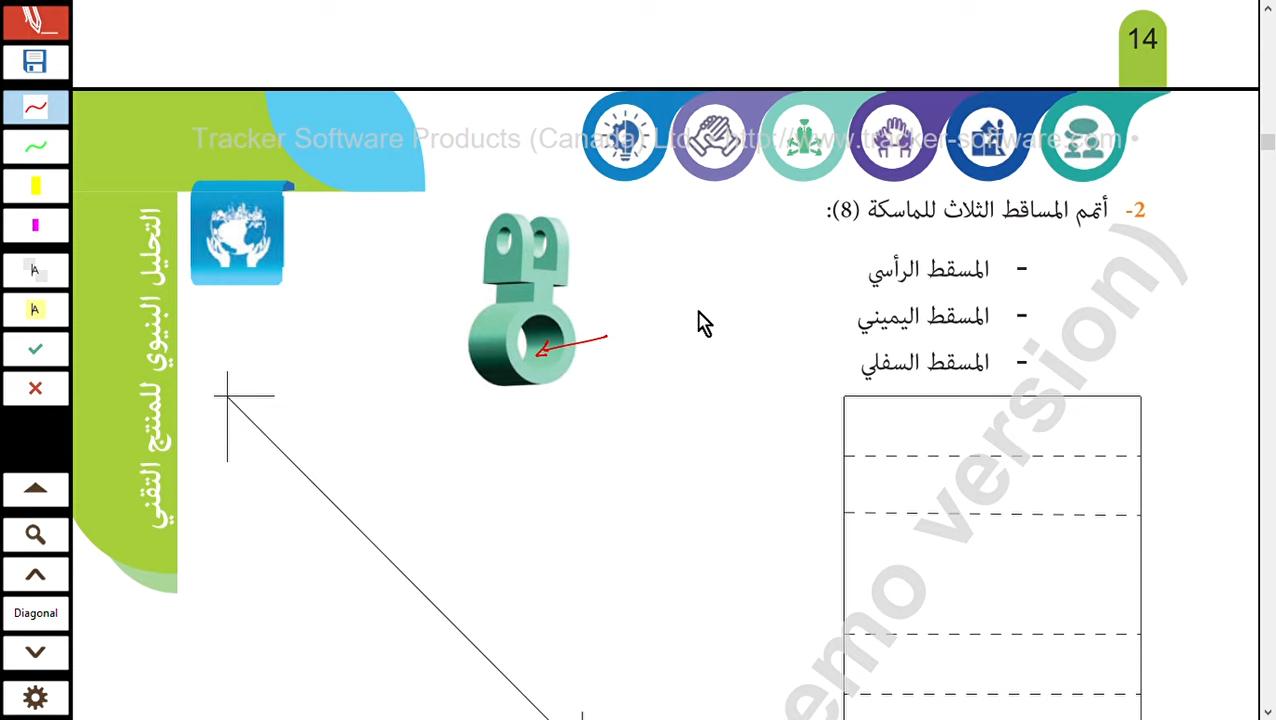 14
Tracker Software Products (Canada) Ltd http://www.tracker-software.com •
2- أتمم المساقط الثلاث للماسكة (8):
- المسقط الرأسي
- المسقط اليميني
- المسقط السفلي
التحليل البنيوي للمنتج التقني
Diagonal
A
A
emo version)